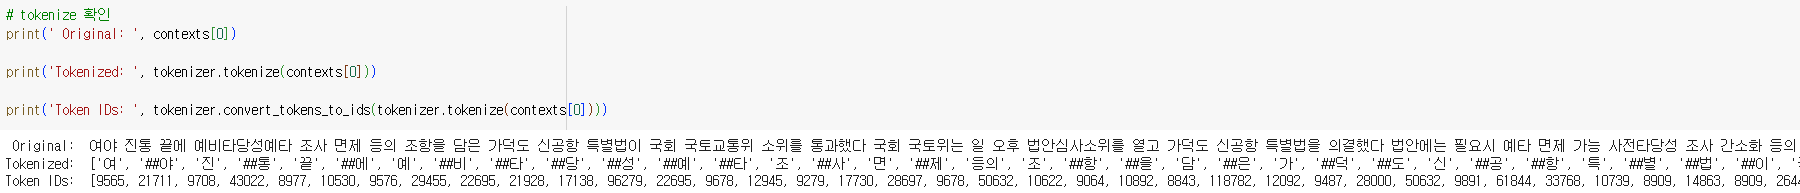 # tokenize 확인
print(' Original: ', contexts[0])
print('Tokenized: ', tokenizer.tokenize(contexts[0]))
print('Token IDs: ', tokenizer.convert_tokens_to_ids(tokenizer.tokenize(contexts[0])))
Original:  여야 진통 끝에 예비타당성예타 조사 면제 등의 조항을 담은 가덕도 신공항 특별법이 국회 국토교통위 소위를 통과했다 국회 국토위는 일 오후 법안심사소위를 열고 가덕도 신공항 특별법을 의결했다 법안에는 필요시 예타 면제 가능 사전타당성 조사 간소화 등의
Tokenized:  ['여', '##야', '진', '##통', '끝', '##에', '예', '##비', '##타', '##당', '##성', '##예', '##타', '조', '##사', '면', '##제', '등의', '조', '##항', '##을', '담', '##은', '가', '##덕', '##도', '신', '##공', '##항', '특', '##별', '##법', '##이',
Token IDs:  [9565, 21711, 9708, 43022, 8977, 10530, 9576, 29455, 22695, 21928, 17138, 96279, 22695, 9678, 12945, 9279, 17730, 28697, 9678, 50632, 10622, 9064, 10892, 8843, 118782, 12092, 9487, 28000, 50632, 9891, 61844, 33768, 10739, 8909, 14863, 8909,